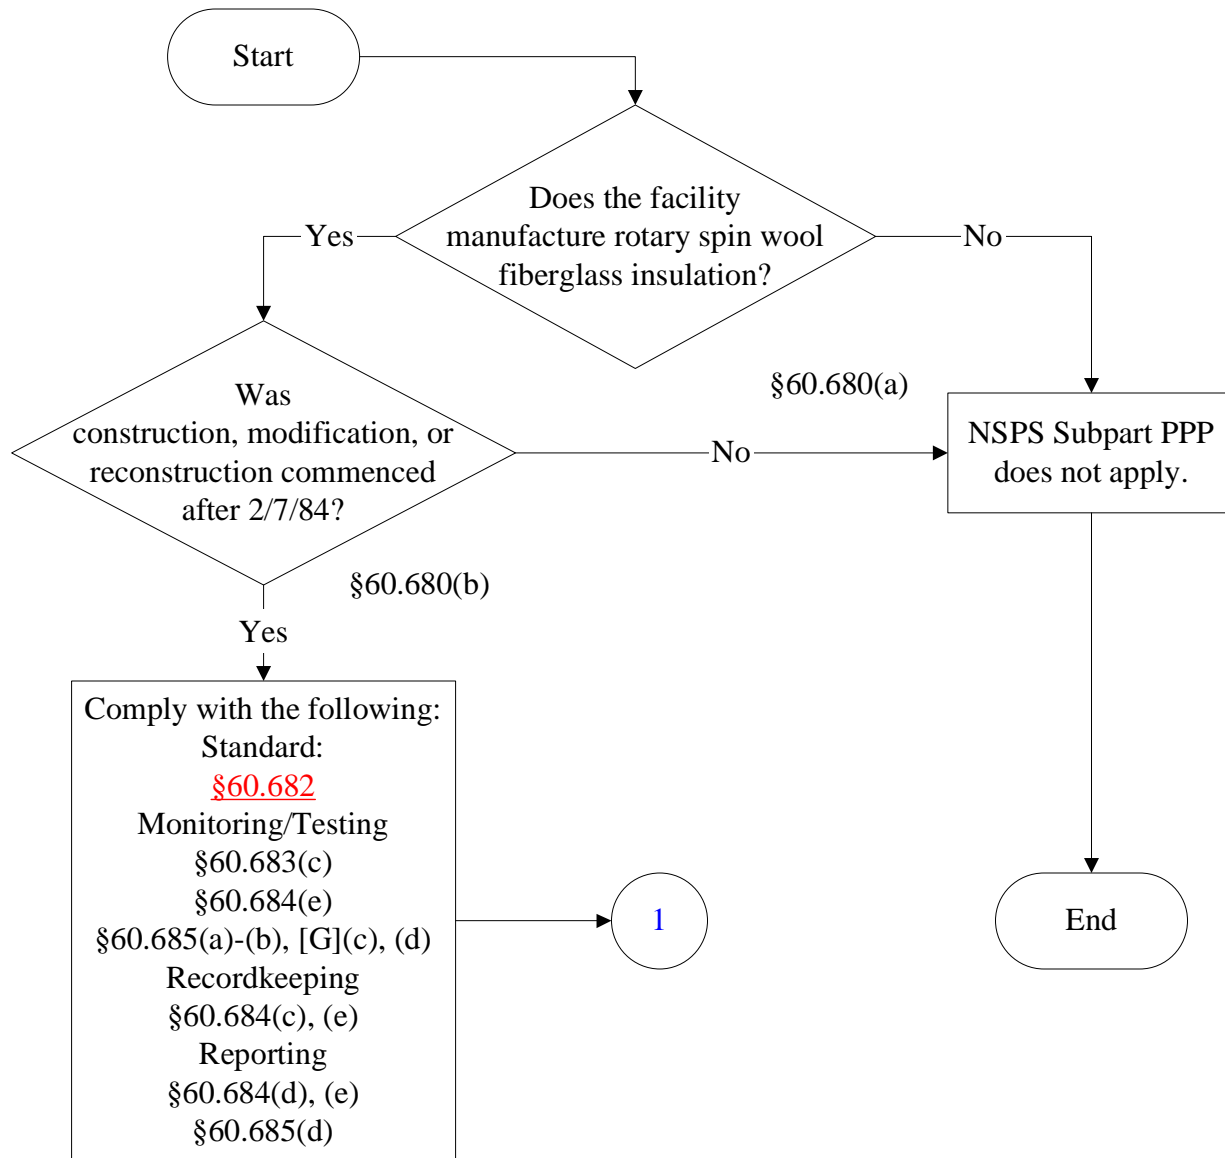 Start
Does the facility
manufacture rotary spin wool
fiberglass insulation?
Yes
No
§60.680(a)
Was
construction, modification, or
reconstruction commenced
after 2/7/84?
No
NSPS Subpart PPP
does not apply.
§60.680(b)
Yes
Comply with the following:
Standard:
§60.682
Monitoring/Testing
§60.683(c)
§60.684(e)
§60.685(a)-(b), [G](c), (d)
Recordkeeping
§60.684(c), (e)
Reporting
§60.684(d), (e)
§60.685(d)
1
End